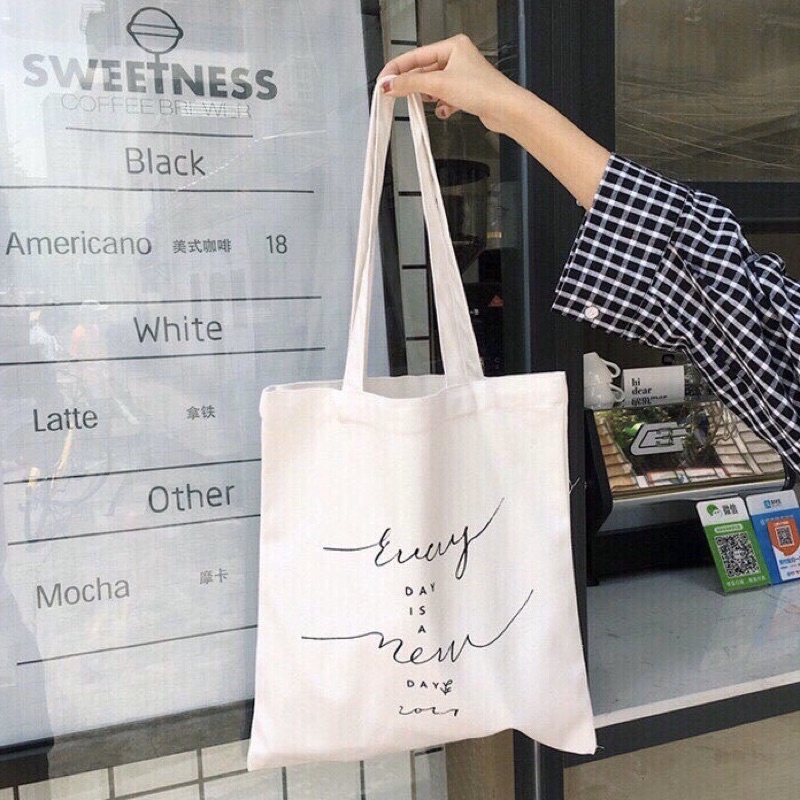 SWEETNESS
COFFEE BREWER
Black
Americano 美式咖啡 18
White
Latte 拿铁
Other
Mocha 摩卡
Every
DAY
IS
A
New
DAY
hi
dear